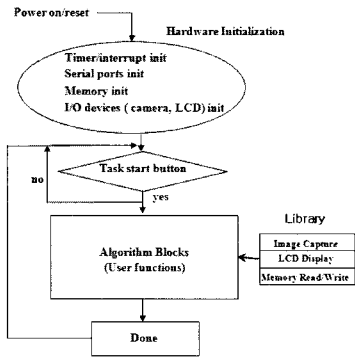 Power on/reset
Hardware Initialization
Timer/interrupt init
Serial ports init
Memory init
I/O devices ( camera, LCD) init
Task start button
no
yes
Library
Image Capture
LCD Display
Memory Read/Write
Algorithm Blocks
(User functions)
Done